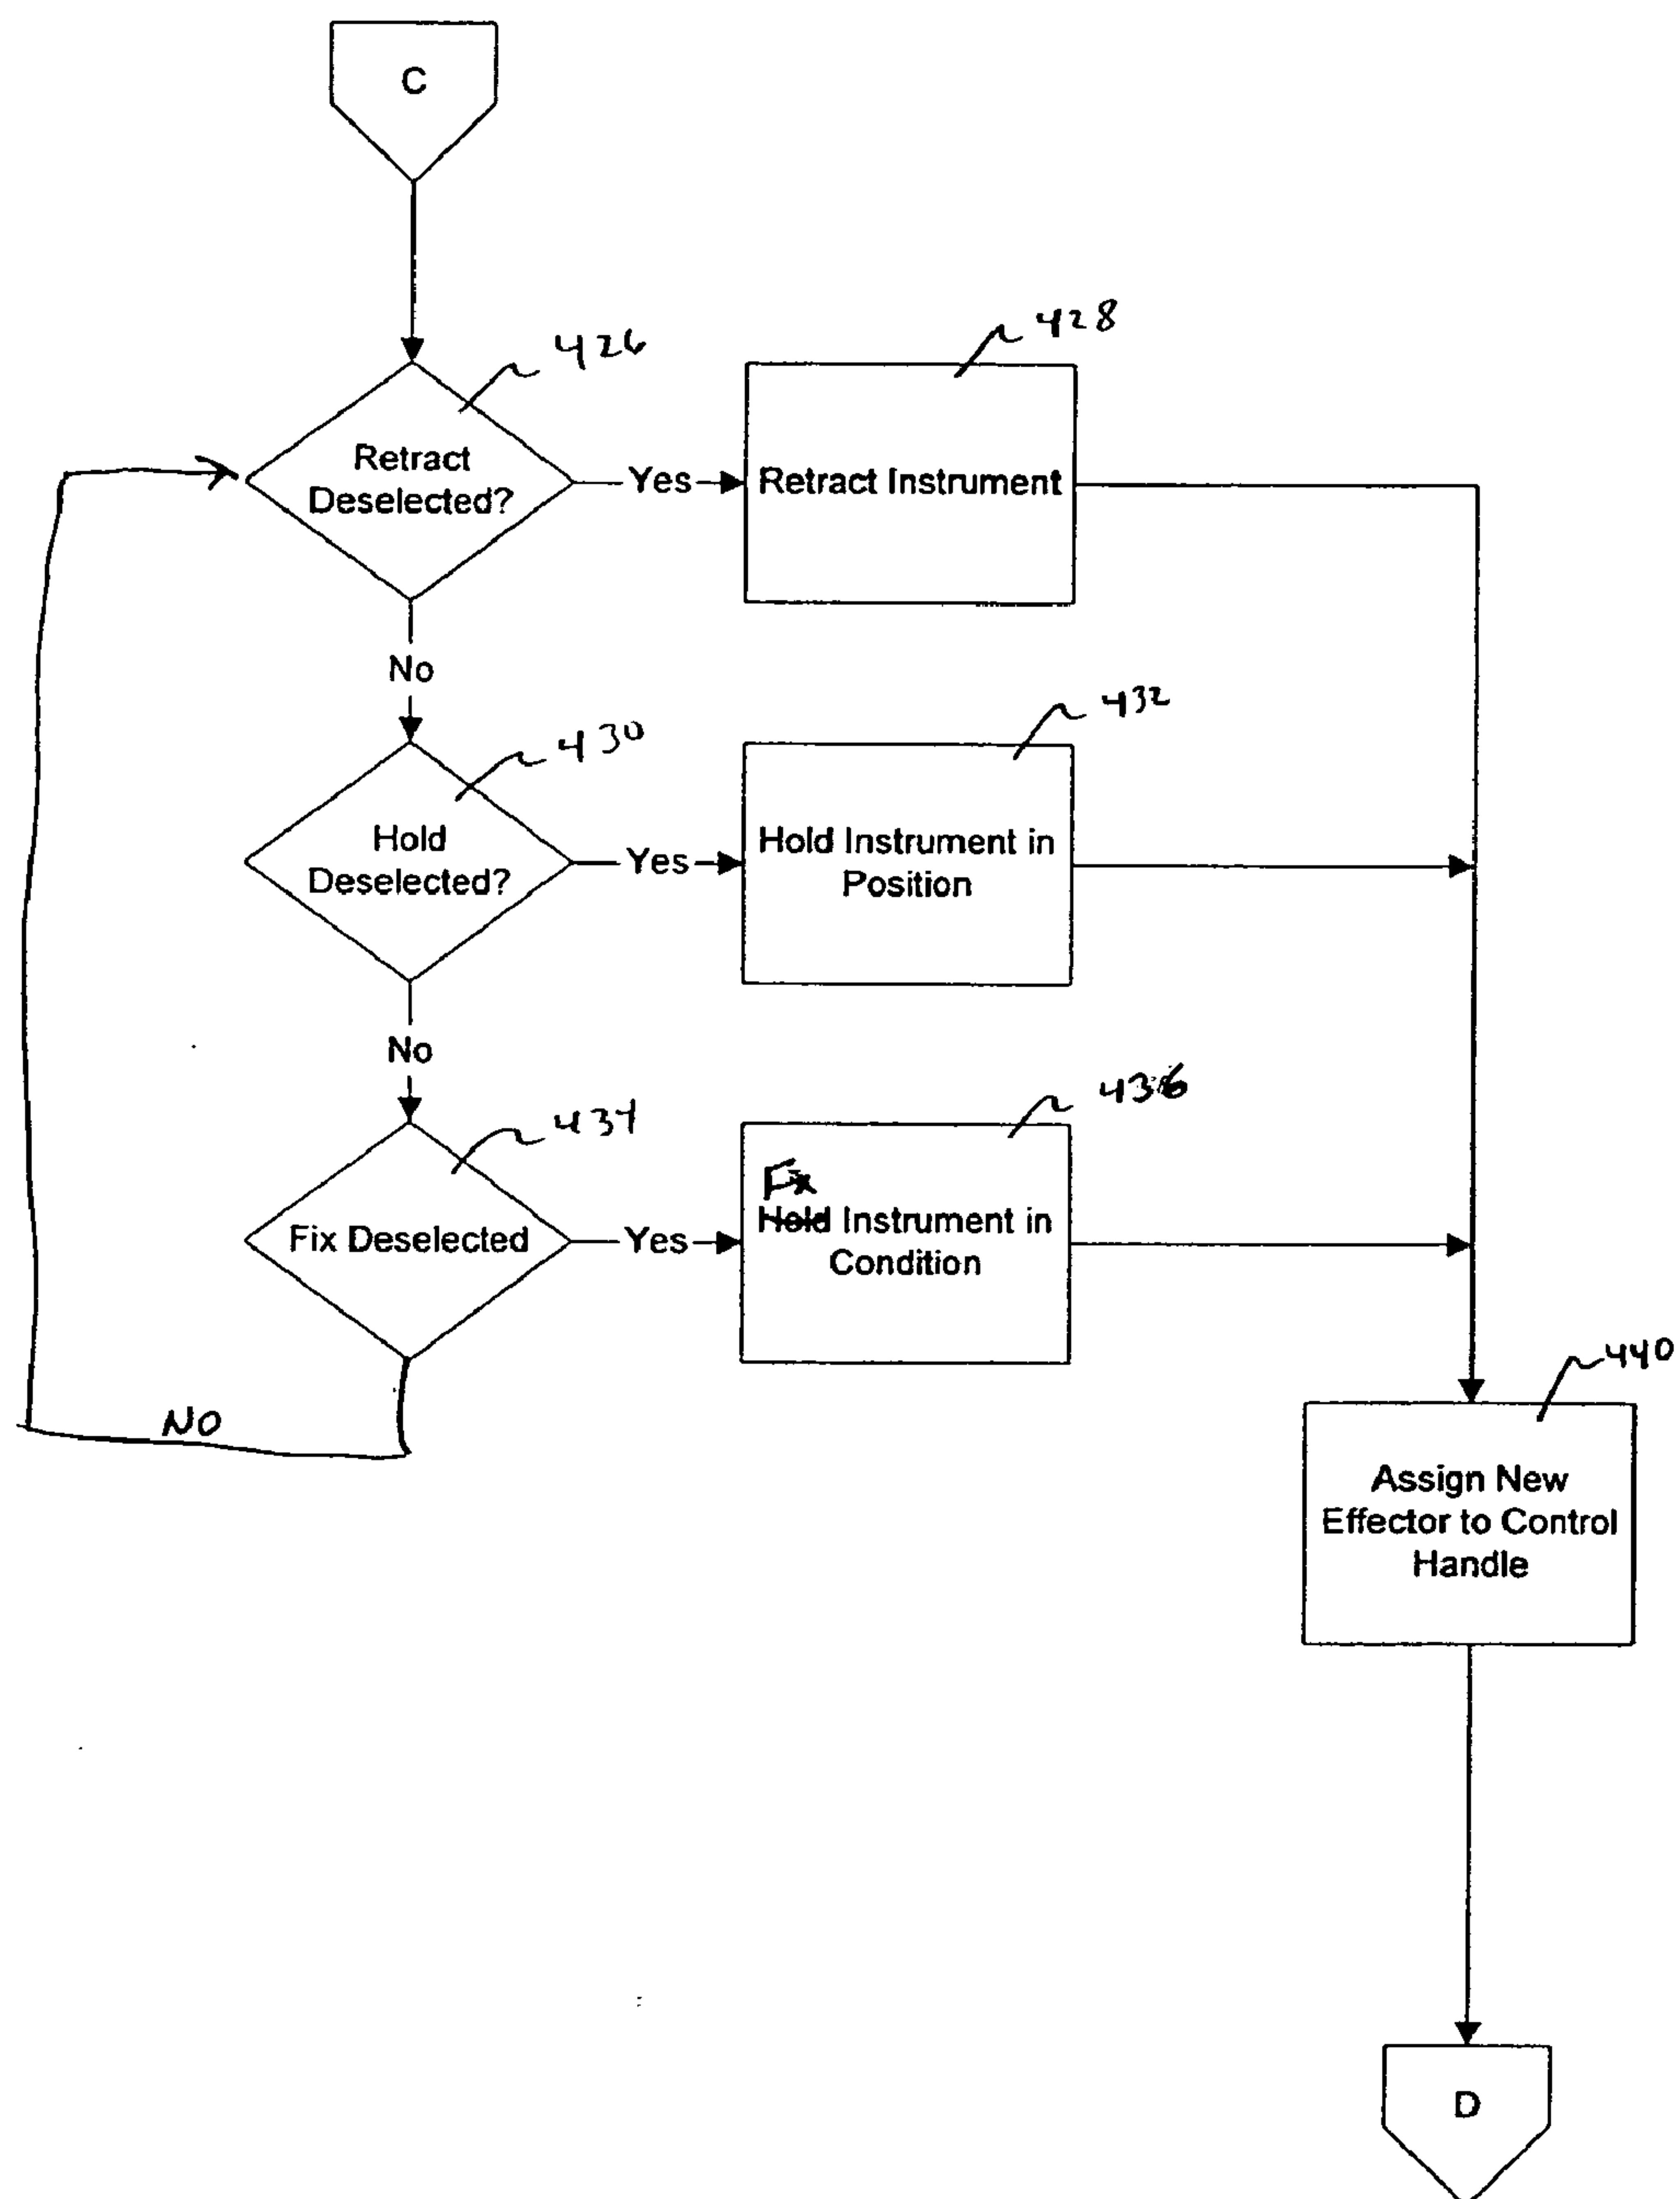 C
426
428
Retract
Deselected?
Yes
Retract Instrument
No
430
432
Hold
Deselected?
Yes
Hold Instrument in
Position
No
434
436
Fix Deselected
Yes
Fix
Hold Instrument in
Condition
NO
440
Assign New
Effector to Control
Handle
D